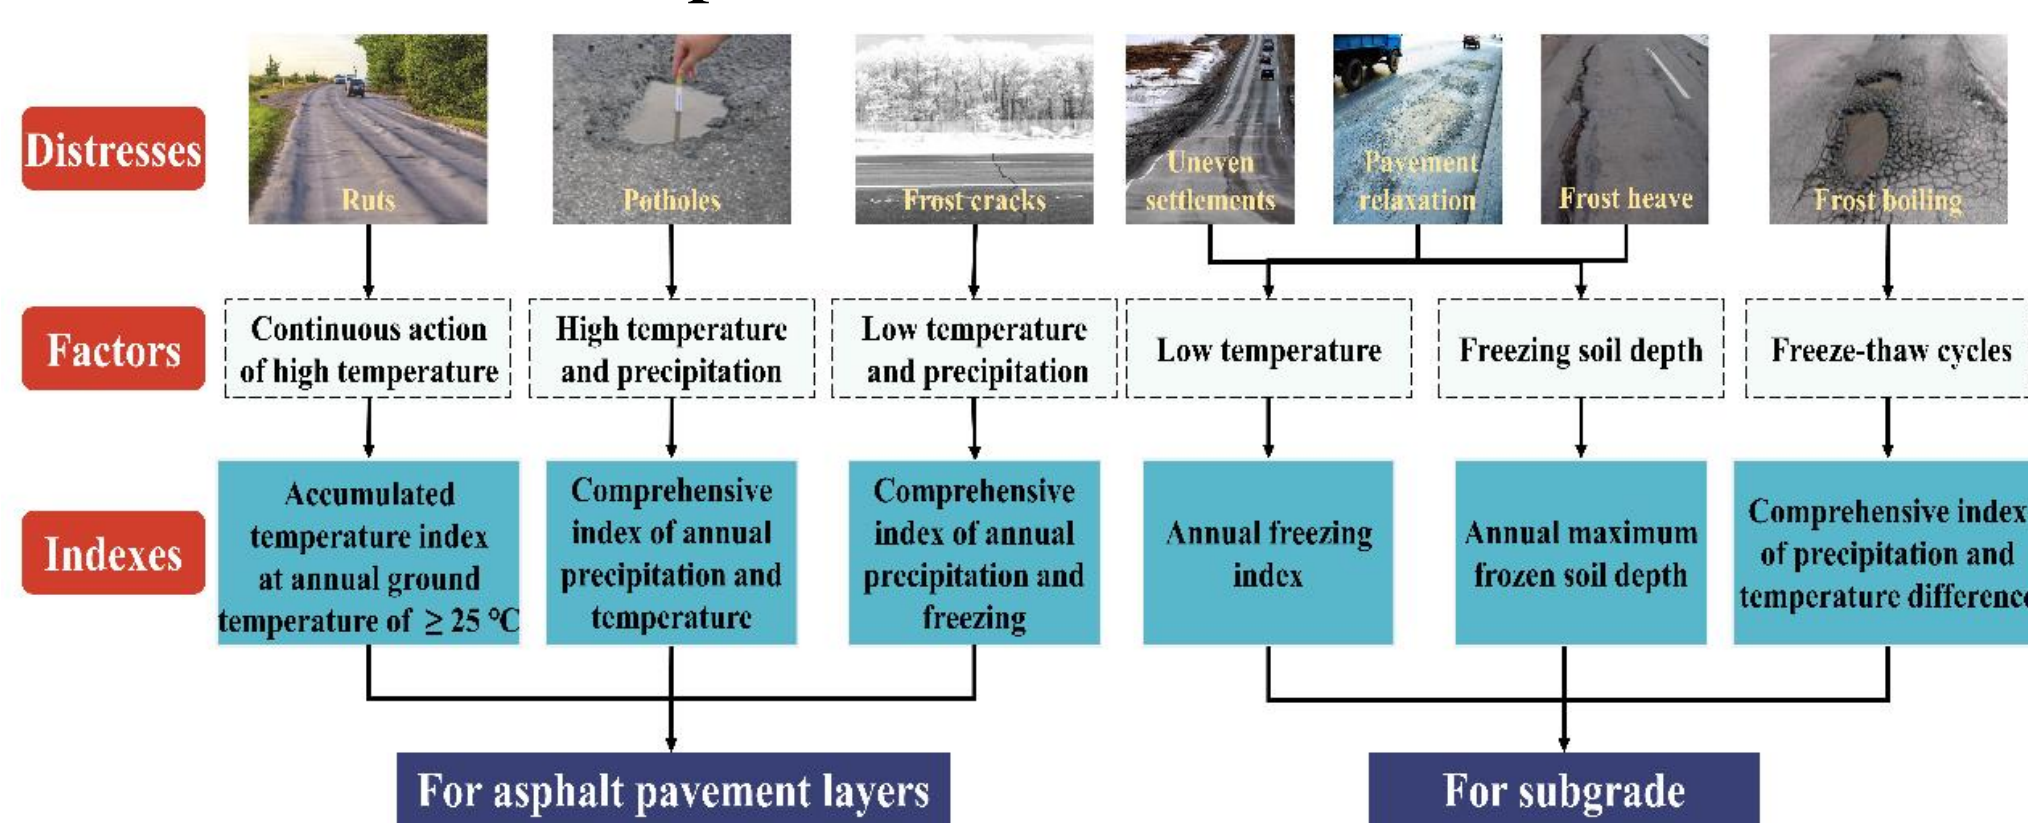 Distresses
Ruts
Potholes
Frost cracks
Uneven
settlements
Pavement
relaxation
Frost heave
Frost boiling
Factors
Continuous action
of high temperature
High temperature
and precipitation
Low temperature
and precipitation
Low temperature
Freezing soil depth
Freeze-thaw cycles
Indexes
Accumulated
temperature index
at annual ground
temperature of ≥ 25 °C
Comprehensive
index of annual
precipitation and
temperature
Comprehensive
index of annual
precipitation and
freezing
Annual freezing
index
Annual maximum
frozen soil depth
Comprehensive index
of precipitation and
temperature difference
For asphalt pavement layers
For subgrade